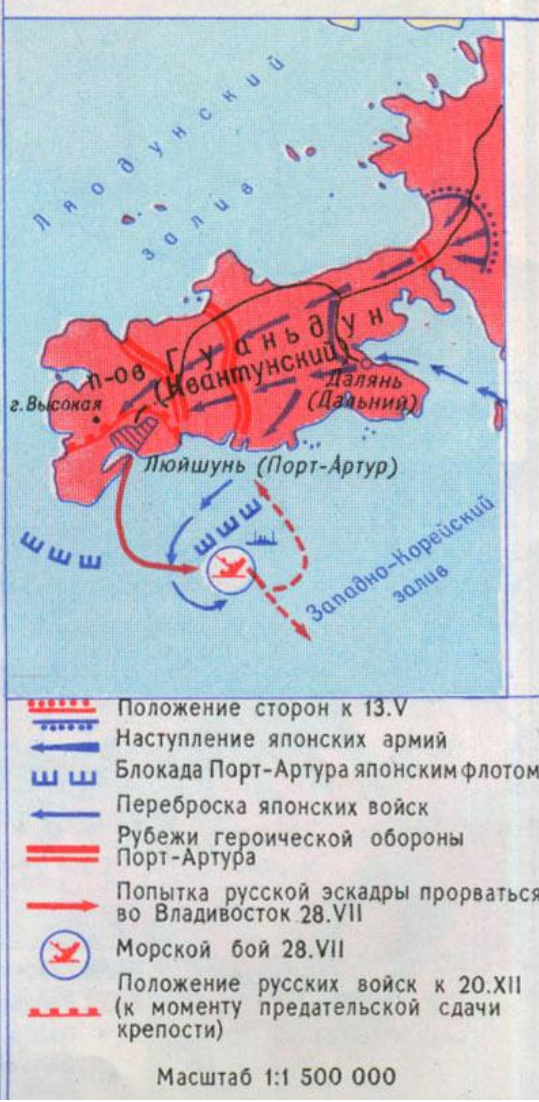 Ляодунский
залив
п-ов Гуаньдун
(Квантунский)
г.Высокая
Далянь
(Дальний)
Люйшунь (Порт-Артур)
Западно-Корейский
залив
Положение сторон к 13.V
Наступление японских армий
Блокада Порт-Артура японским флотом
Переброска японских войск
Рубежи героической обороны
Порт-Артура
Попытка русской эскадры прорваться
во Владивосток 28.VII
Морской бой 28.VII
Положение русских войск к 20.XII
(к моменту предательской сдачи
крепости)
Масштаб 1:1 500 000